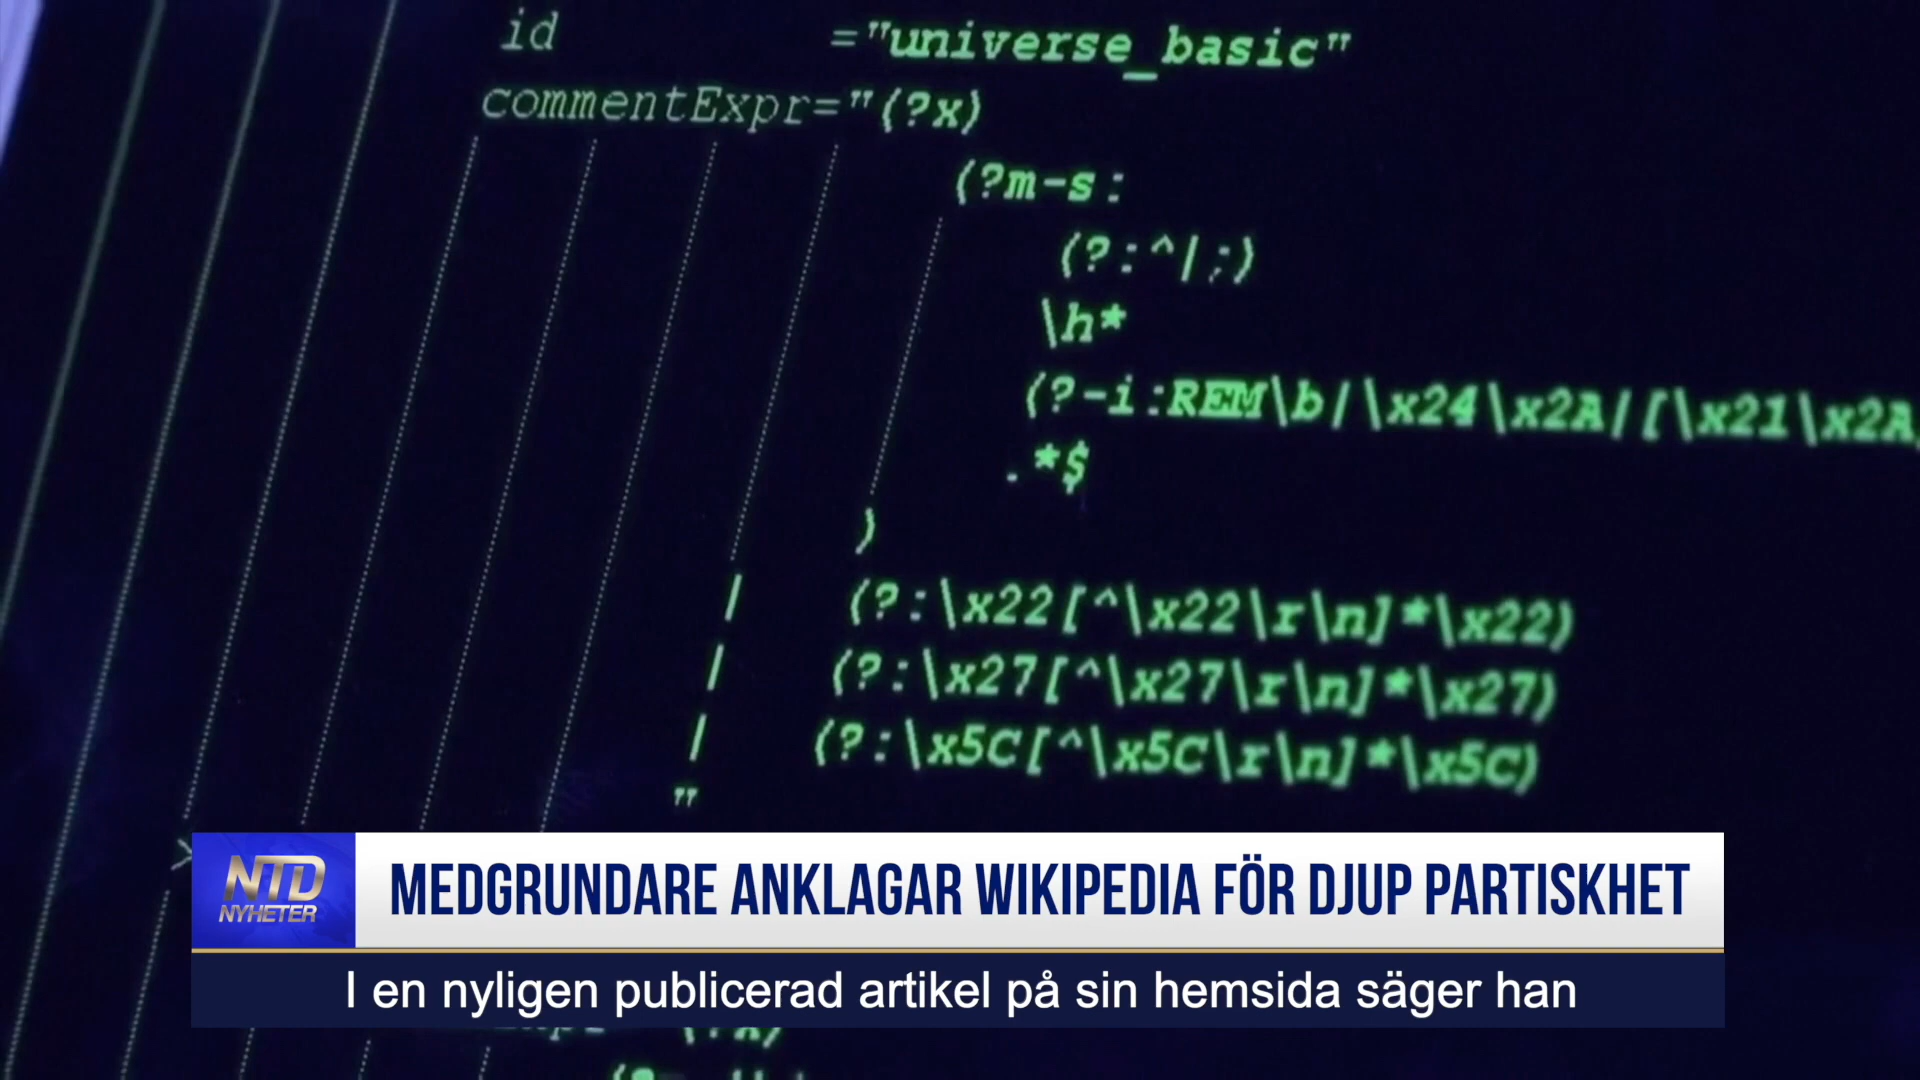 id ="universe_basic"
commentExpr="(?x)
(?m-s:
(?:^|;)
\h*
(?-i:REM\b|\x24\x2A|[\x21\x2A
.*$
)
| (?:\x22[^\x22\r\n]*\x22)
| (?:\x27[^\x27\r\n]*\x27)
| (?:\x5C[^\x5C\r\n]*\x5C)
"
>
NTD
NYHETER
MEDGRUNDARE ANKLAGAR WIKIPEDIA FÖR DJUP PARTISKHET
I en nyligen publicerad artikel på sin hemsida säger han